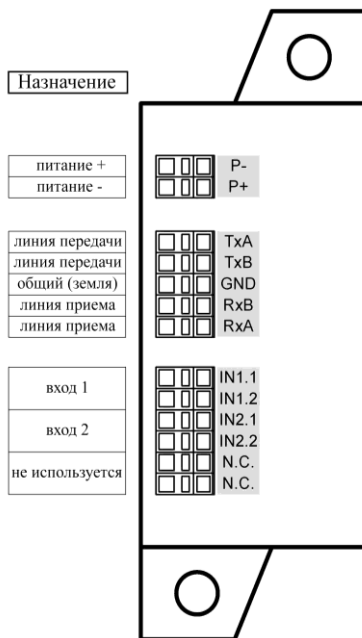 Назначение
питание + P-
питание - P+
линия передачи TxA
линия передачи TxB
общий (земля) GND
линия приема RxB
линия приема RxA
вход 1 IN1.1
IN1.2
вход 2 IN2.1
IN2.2
не используется N.C.
N.C.